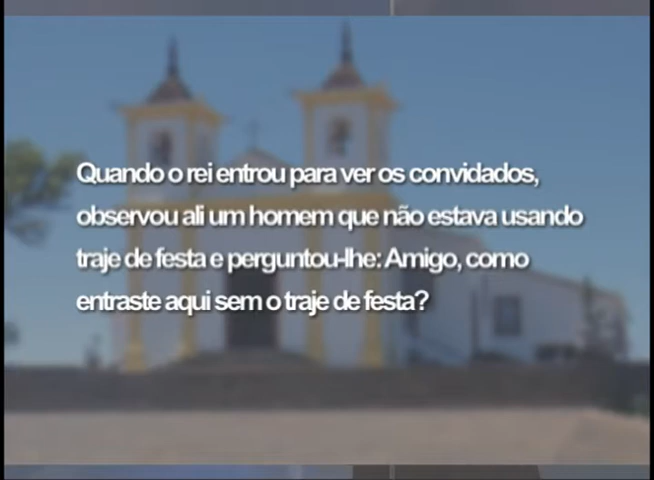 Quando o rei entrou para ver os convidados,
observou ali um homem que não estava usando
traje de festa e perguntou-lhe: Amigo, como
entraste aqui sem o traje de festa?